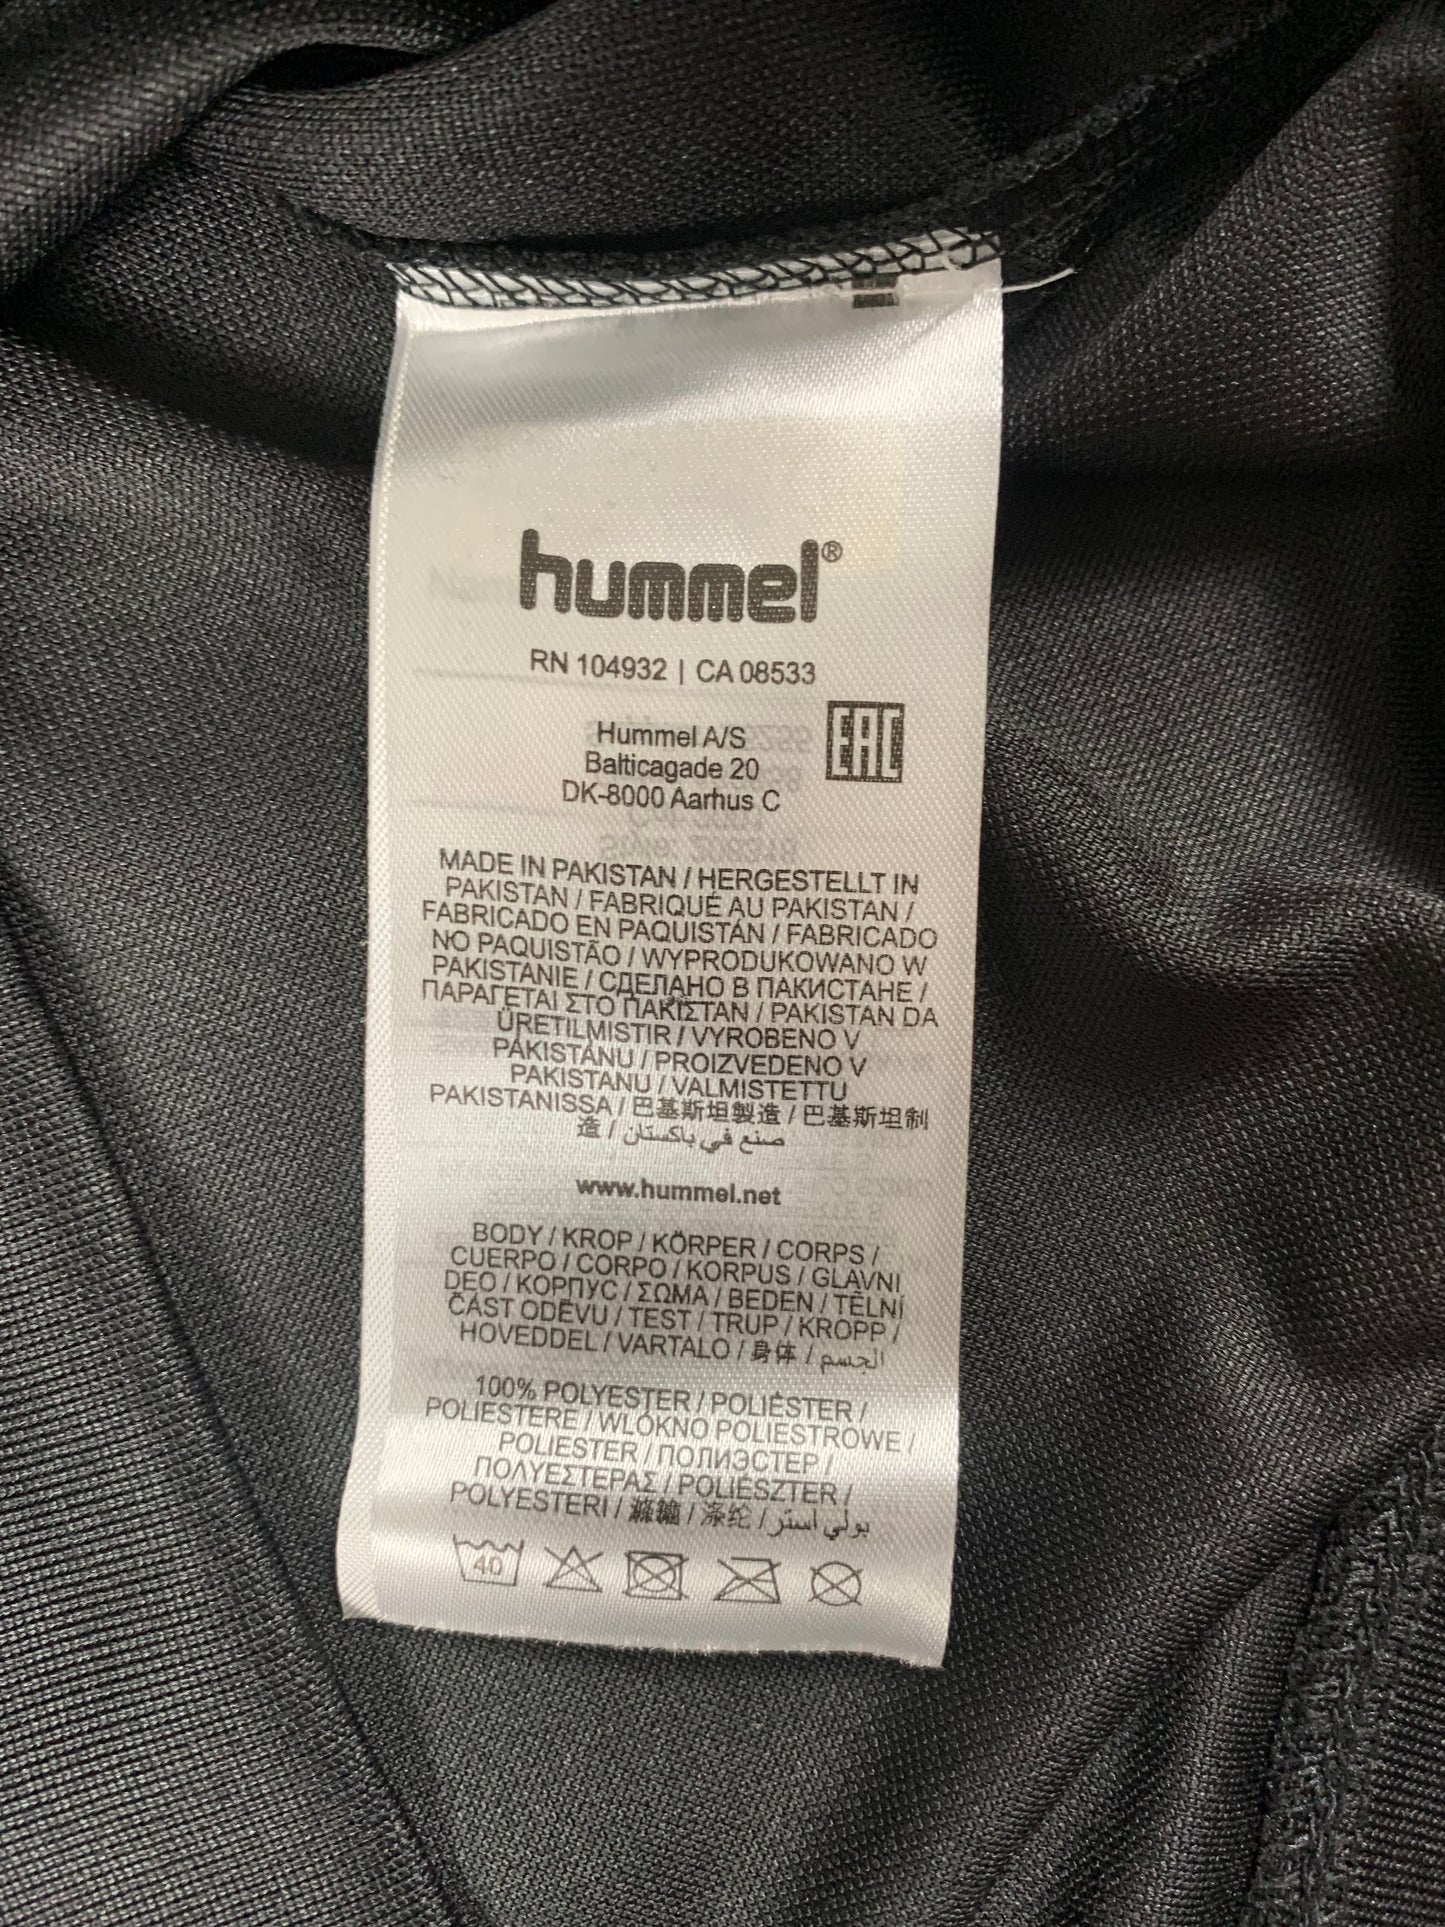 hummel®
RN 104932 | CA 08533
Hummel A/S
Balticagade 20
DK-8000 Aarhus C
EAC
MADE IN PAKISTAN / HERGESTELLT IN
PAKISTAN / FABRIQUÉ AU PAKISTAN /
FABRICADO EN PAQUISTÁN / FABRICADO
NO PAQUISTÃO / WYPRODUKOWANO W
PAKISTANIE / СДЕЛАНО В ПАКИСТАНЕ /
ΠΑΡΑΓΕΤΑΙ ΣΤΟ ΠΑΚΙΣΤΑΝ / PAKISTAN DA
ÜRETILMISTIR / VYROBENO V
PÁKISTÁNU / PROIZVEDENO V
PAKISTANU / VALMISTETTU
PAKISTANISSA / 巴基斯坦製造 / 巴基斯坦制
造 / صنع في باكستان
www.hummel.net
BODY / KROP / KÖRPER / CORPS /
CUERPO / CORPO / KORPUS / GLAVNI
DEO / КОРПУС / ΣΩΜΑ / BEDEN / TĚLNÍ
ČÁST ODĚVU / TEST / TRUP / KROPP /
HOVEDDEL / VARTALO / 身体 / الجسم
100% POLYESTER / POLIÉSTER /
POLIESTERE / WŁÓKNO POLIESTROWE /
POLIESTER / ПОЛИЭСТЕР /
ΠΟΛΥΕΣΤΕΡΑΣ / POLIÉSZTER /
POLYESTERI / 滌綸 / 涤纶 / بولي استر
40